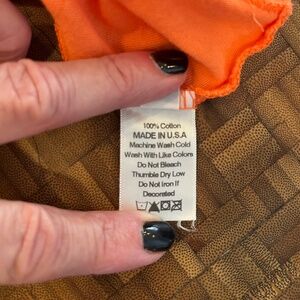 100% Cotton
MADE IN U.S.A
Machine Wash Cold
Wash With Like Colors
Do Not Bleach
Thumble Dry Low
Do Not Iron If
Decorated